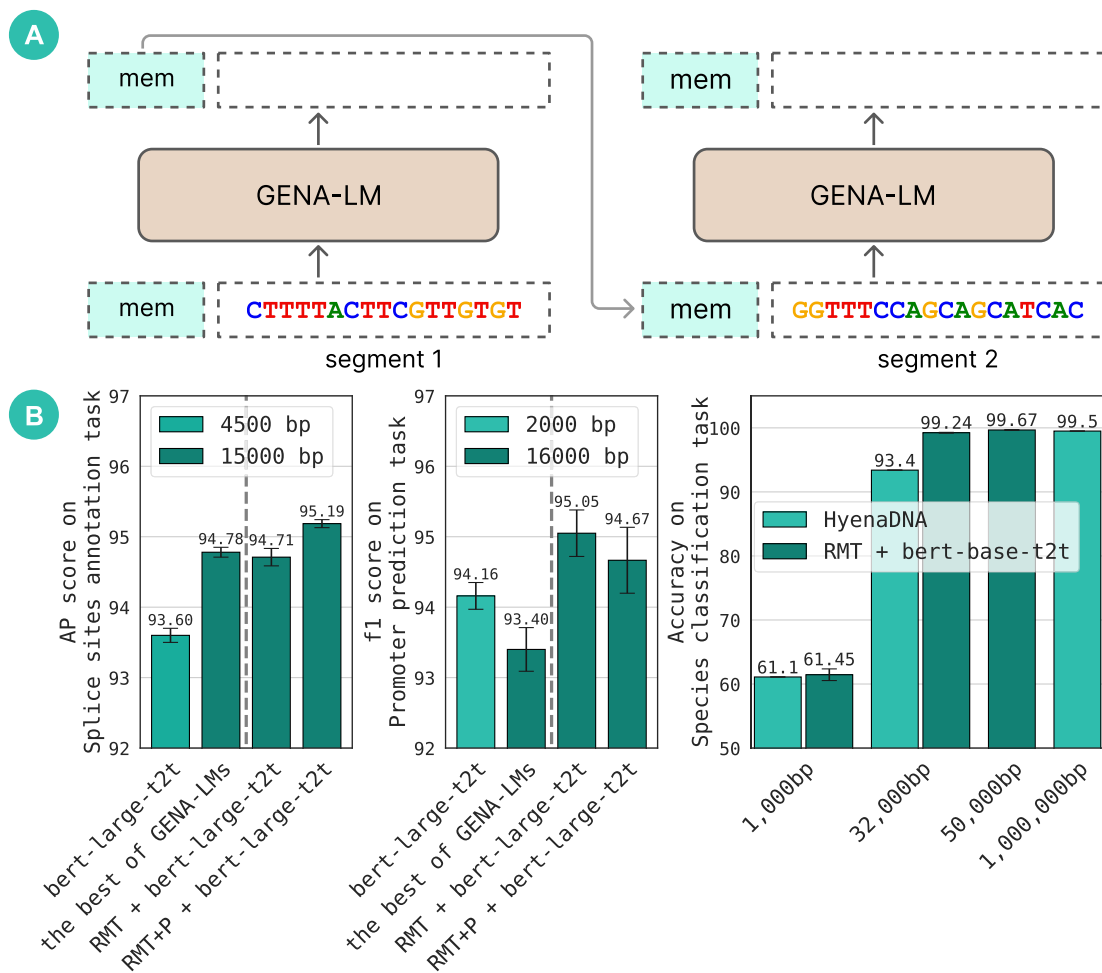 A
mem
mem
GENA-LM
GENA-LM
mem
CTTTTACTTCGTTGTGT
mem
GGTTTCCAGCAGCATCAC
segment 1
segment 2
B
AP score on
Splice sites annotation task
97
96
95
94
93
92
4500 bp
15000 bp
93.60
94.78
94.71
95.19
bert-large-t2t
the best of GENA-LMs
RMT + bert-large-t2t
RMT+P + bert-large-t2t
f1 score on
Promoter prediction task
97
96
95
94
93
92
2000 bp
16000 bp
94.16
93.40
95.05
94.67
bert-large-t2t
the best of GENA-LMs
RMT + bert-large-t2t
RMT+P + bert-large-t2t
Accuracy on
Species classification task
100
90
80
70
60
50
HyenaDNA
RMT + bert-base-t2t
61.1
61.45
93.4
99.24
99.67
99.5
1,000bp
32,000bp
50,000bp
1,000,000bp